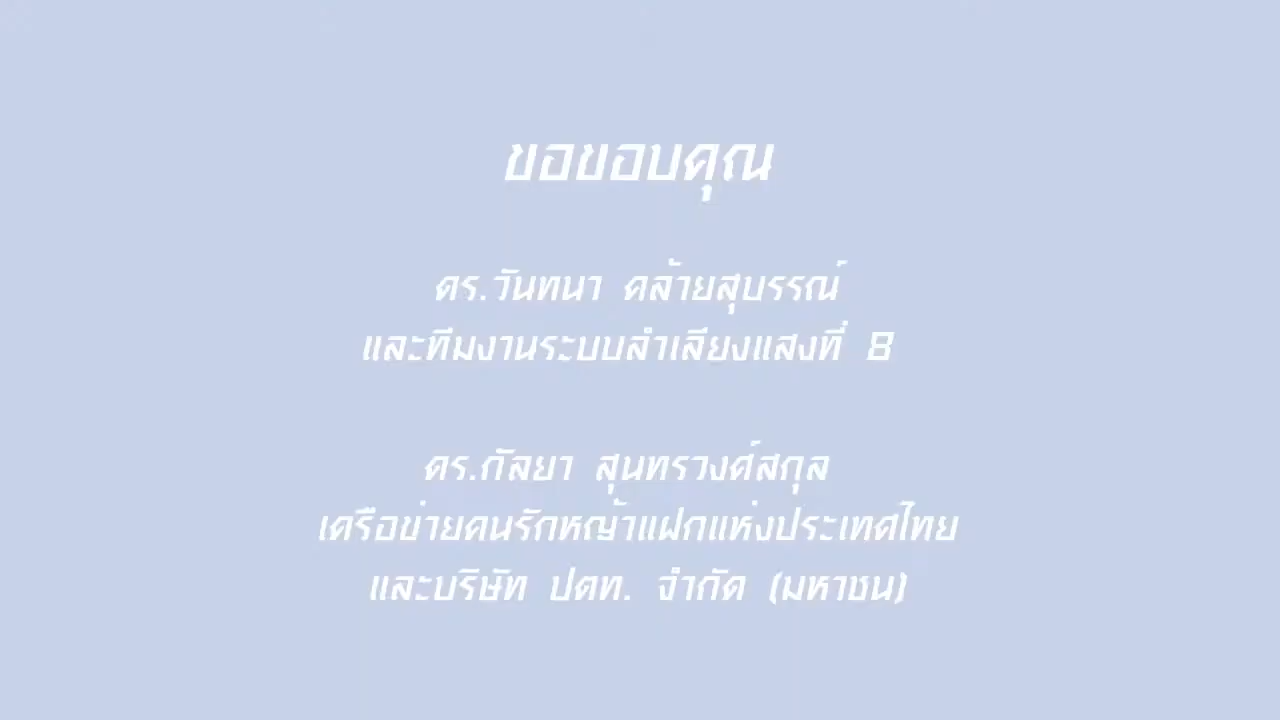 ขอขอบคุณ
ดร.วันทนา คล้ายสุบรรณ์
และทีมงานระบบลำเลียงแสงที่ 8
ดร.กัลยา สุนทรวงศ์สกุล
เครือข่ายคนรักหญ้าแฝกแห่งประเทศไทย
และบริษัท ปตท. จำกัด (มหาชน)